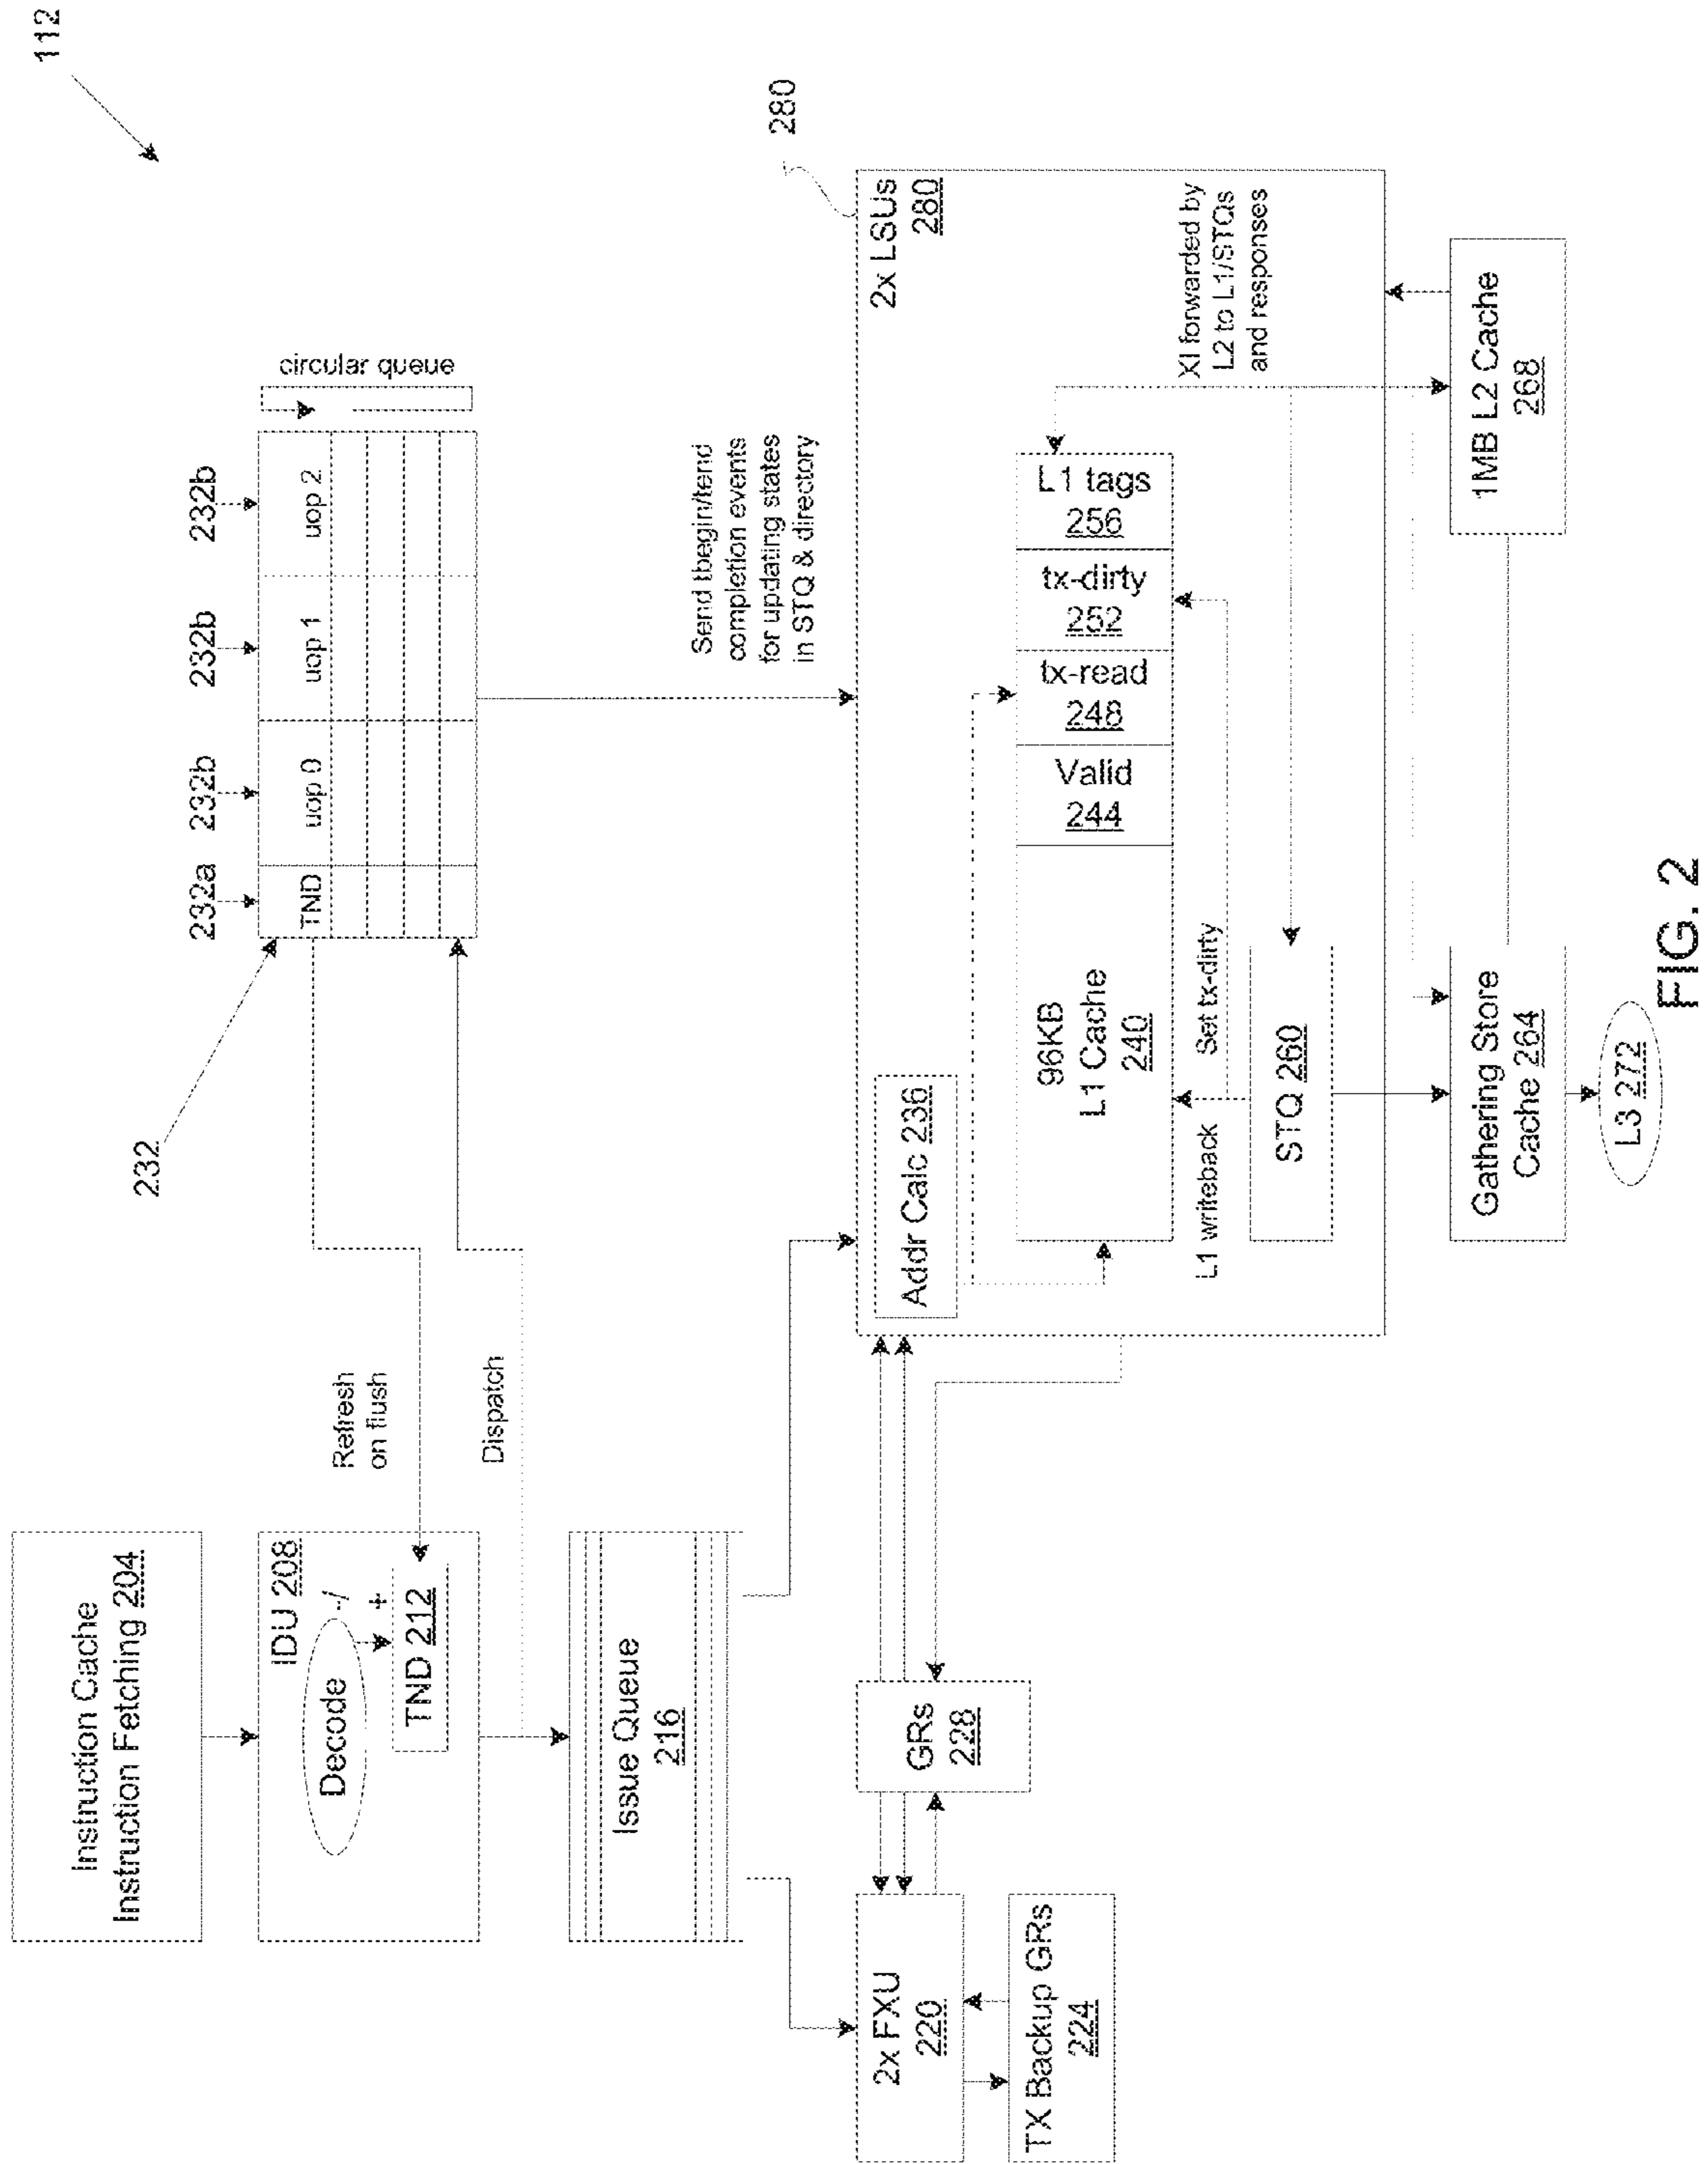 112
Instruction Cache
Instruction Fetching 204
IDU 208
Decode
-/
+
TND 212
Refresh
on flush
Dispatch
Issue Queue
216
232
232a
232b
232b
232b
TND
uop 0
uop 1
uop 2
circular queue
Send tbegin/tend
completion events
for updating states
in STQ & directory
2x FXU
220
TX Backup GRs
224
GRs
228
280
2x LSUs
280
Addr Calc 236
96KB
L1 Cache
240
Valid
244
tx-read
248
tx-dirty
252
L1 tags
256
L1 writeback
Set tx-dirty
XI forwarded by
L2 to L1/STQs
and responses
STQ 260
Gathering Store
Cache 264
1MB L2 Cache
268
L3 272
FIG. 2